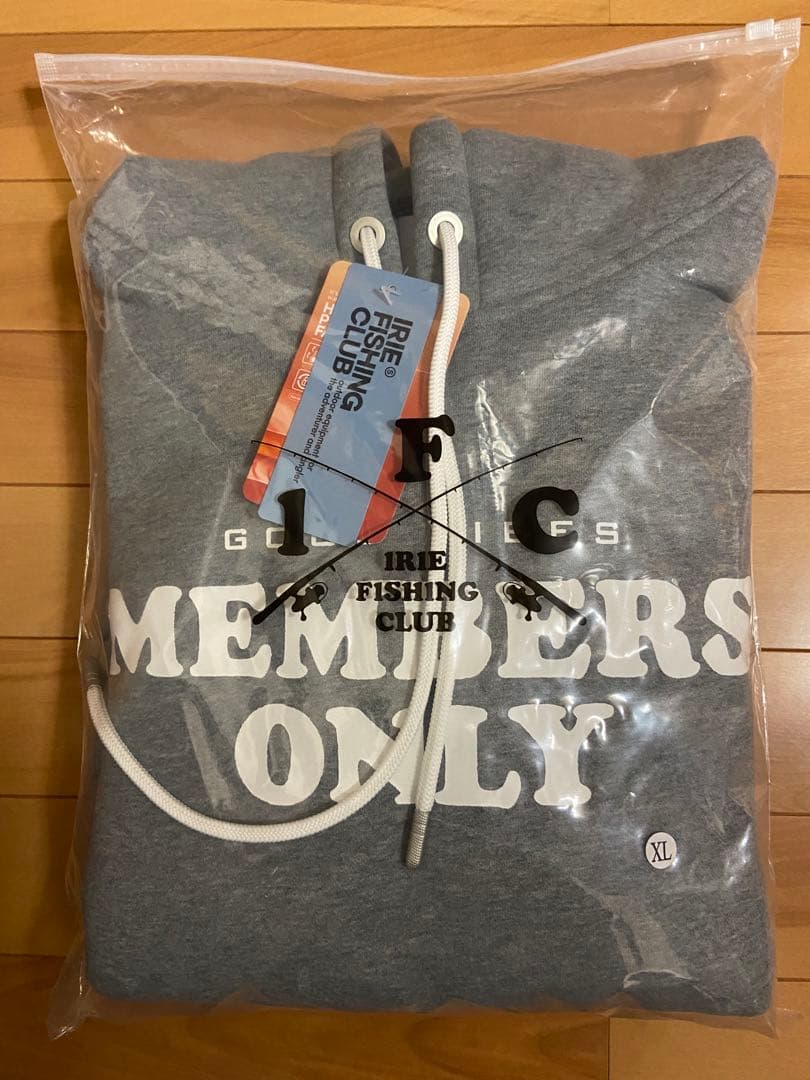 IRIE
FISHING
CLUB
outdoor equipment for
the adventurer and angler
I F C
IRIE
FISHING
CLUB
MEMBERS
ONLY
XL